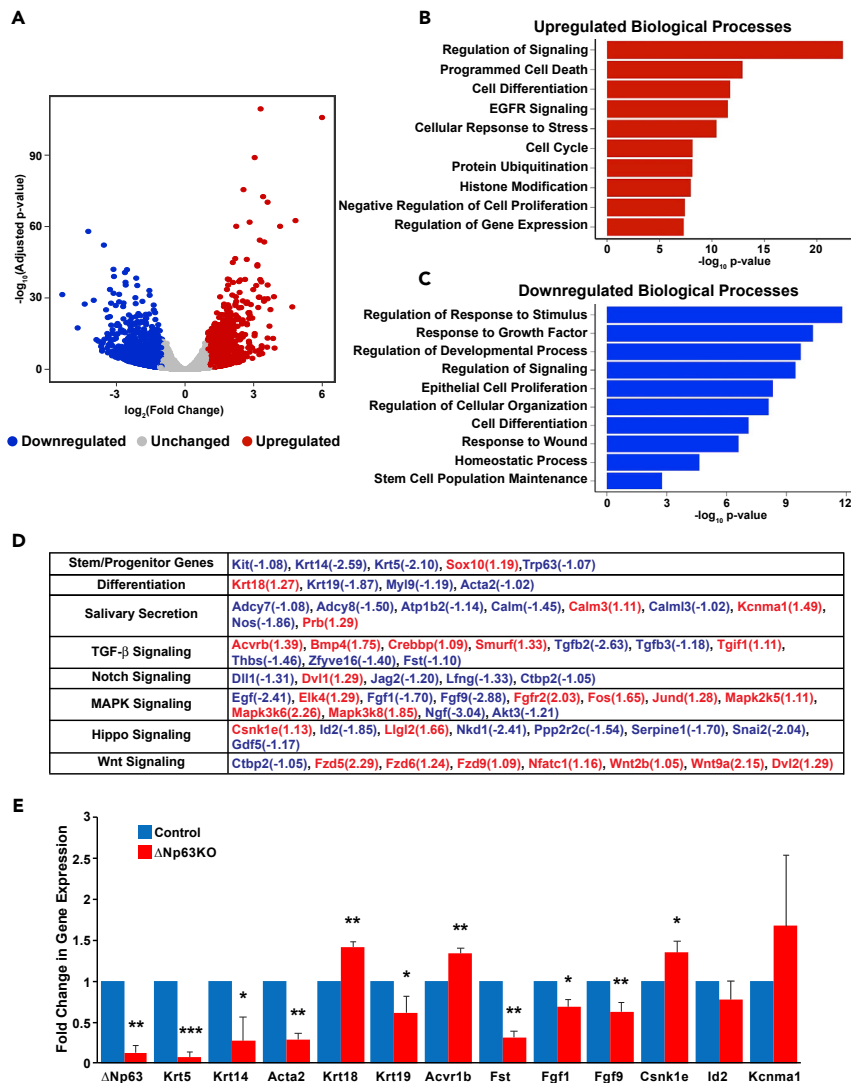 A
-log10(Adjusted p-value)
90
60
30
0
-3
0
3
6
log2(Fold Change)
Downregulated
Unchanged
Upregulated
B
Upregulated Biological Processes
Regulation of Signaling
Programmed Cell Death
Cell Differentiation
EGFR Signaling
Cellular Repsonse to Stress
Cell Cycle
Protein Ubiquitination
Histone Modification
Negative Regulation of Cell Proliferation
Regulation of Gene Expression
0
5
10
15
20
-log10 p-value
C
Downregulated Biological Processes
Regulation of Response to Stimulus
Response to Growth Factor
Regulation of Developmental Process
Regulation of Signaling
Epithelial Cell Proliferation
Regulation of Cellular Organization
Cell Differentiation
Response to Wound
Homeostatic Process
Stem Cell Population Maintenance
0
3
6
9
12
-log10 p-value
D
Stem/Progenitor Genes
Kit(-1.08), Krt14(-2.59), Krt5(-2.10), Sox10(1.19),Trp63(-1.07)
Differentiation
Krt18(1.27), Krt19(-1.87), Myl9(-1.19), Acta2(-1.02)
Salivary Secretion
Adcy7(-1.08), Adcy8(-1.50), Atp1b2(-1.14), Calm(-1.45), Calm3(1.11), Calml3(-1.02), Kcnma1(1.49),
Nos(-1.86), Prb(1.29)
TGF-β Signaling
Acvrb(1.39), Bmp4(1.75), Crebbp(1.09), Smurf(1.33), Tgfb2(-2.63), Tgfb3(-1.18), Tgif1(1.11),
Thbs(-1.46), Zfyve16(-1.40), Fst(-1.10)
Notch Signaling
Dll1(-1.31), Dvl1(1.29), Jag2(-1.20), Lfng(-1.33), Ctbp2(-1.05)
MAPK Signaling
Egf(-2.41), Elk4(1.29), Fgf1(-1.70), Fgf9(-2.88), Fgfr2(2.03), Fos(1.65), Jund(1.28), Mapk2k5(1.11),
Mapk3k6(2.26), Mapk3k8(1.85), Ngf(-3.04), Akt3(-1.21)
Hippo Signaling
Csnk1e(1.13), Id2(-1.85), Llgl2(1.66), Nkd1(-2.41), Ppp2r2c(-1.54), Serpine1(-1.70), Snai2(-2.04),
Gdf5(-1.17)
Wnt Signaling
Ctbp2(-1.05), Fzd5(2.29), Fzd6(1.24), Fzd9(1.09), Nfatc1(1.16), Wnt2b(1.05), Wnt9a(2.15), Dvl2(1.29)
E
Fold Change in Gene Expression
3
2.5
2
1.5
1
0.5
0
Control
ΔNp63KO
**
***
*
**
**
*
**
**
*
**
*
ΔNp63
Krt5
Krt14
Acta2
Krt18
Krt19
Acvr1b
Fst
Fgf1
Fgf9
Csnk1e
Id2
Kcnma1